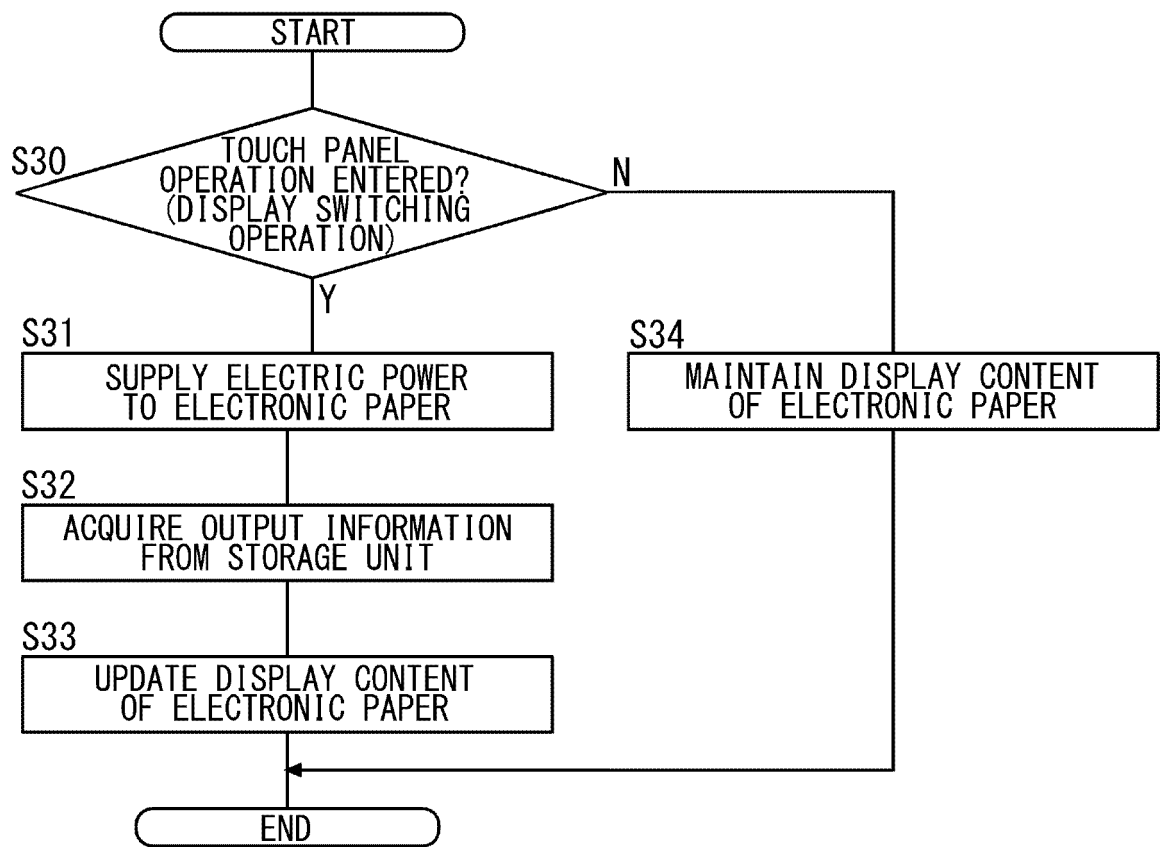 START
S30
TOUCH PANEL
OPERATION ENTERED?
(DISPLAY SWITCHING
OPERATION)
N
Y
S31
SUPPLY ELECTRIC POWER
TO ELECTRONIC PAPER
S34
MAINTAIN DISPLAY CONTENT
OF ELECTRONIC PAPER
S32
ACQUIRE OUTPUT INFORMATION
FROM STORAGE UNIT
S33
UPDATE DISPLAY CONTENT
OF ELECTRONIC PAPER
END